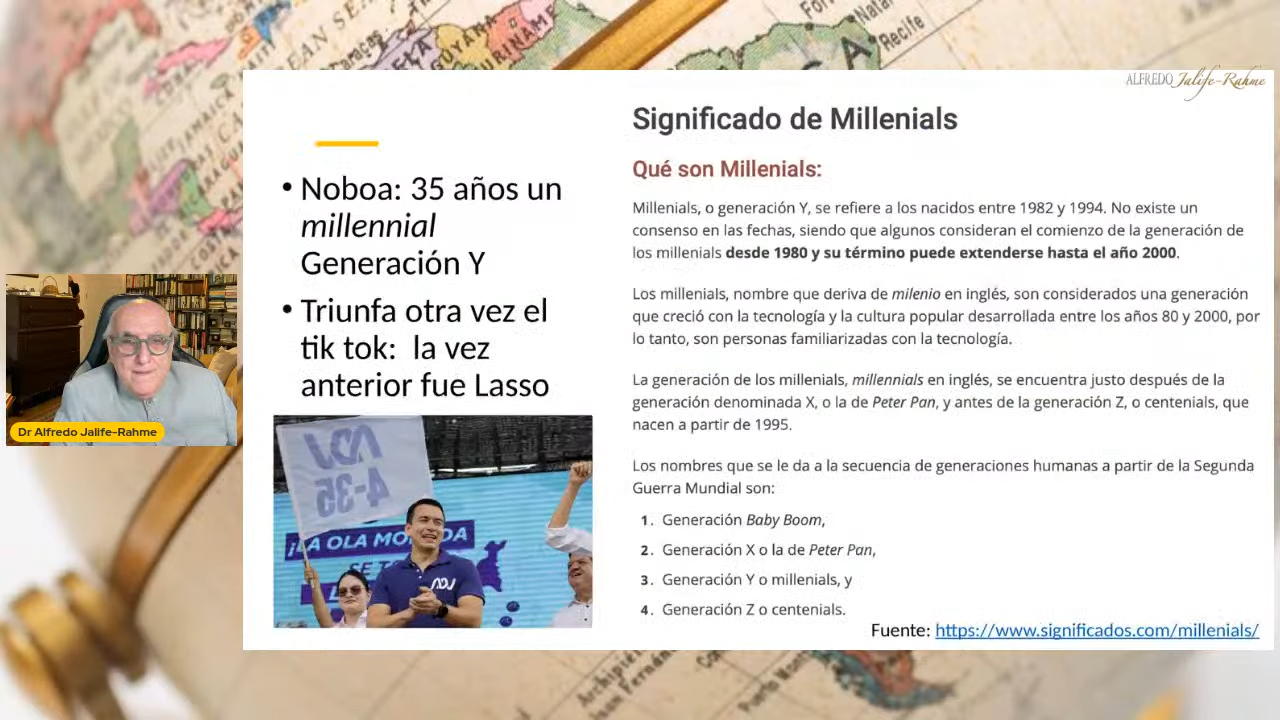 ALFREDO Jalife-Rahme
Noboa: 35 años un
millennial
Generación Y
Triunfa otra vez el
tik tok: la vez
anterior fue Lasso
ADN
4-35
¡LA OLA MO
DA
SE
ADN
Significado de Millenials
Qué son Millenials:
Millenials, o generación Y, se refiere a los nacidos entre 1982 y 1994. No existe un
consenso en las fechas, siendo que algunos consideran el comienzo de la generación de
los millenials desde 1980 y su término puede extenderse hasta el año 2000.
Los millenials, nombre que deriva de milenio en inglés, son considerados una generación
que creció con la tecnología y la cultura popular desarrollada entre los años 80 y 2000, por
lo tanto, son personas familiarizadas con la tecnología.
La generación de los millenials, millennials en inglés, se encuentra justo después de la
generación denominada X, o la de Peter Pan, y antes de la generación Z, o centenials, que
nacen a partir de 1995.
Los nombres que se le da a la secuencia de generaciones humanas a partir de la Segunda
Guerra Mundial son:
1. Generación Baby Boom,
2. Generación X o la de Peter Pan,
3. Generación Y o millenials, y
4. Generación Z o centenials.
Fuente: https://www.significados.com/millenials/
Dr Alfredo Jalife-Rahme
Recife